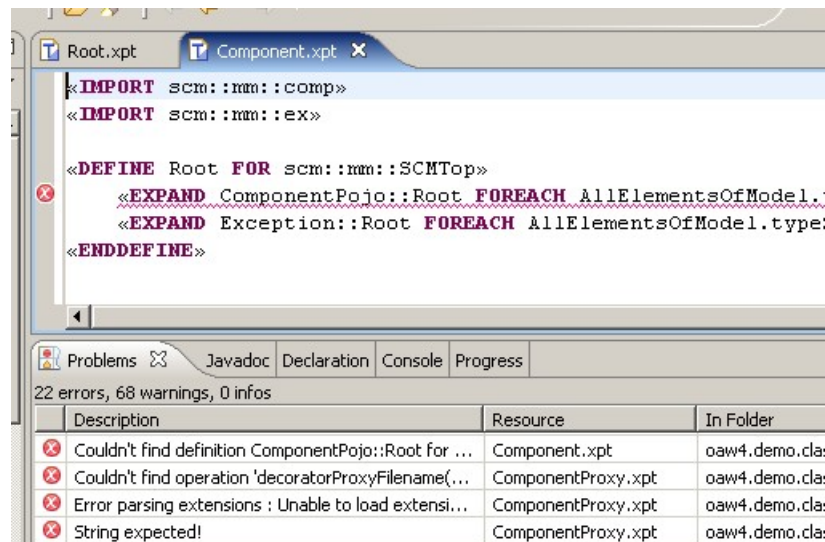 Root.xpt Component.xpt
«IMPORT scm::mm::comp»
«IMPORT scm::mm::ex»
«DEFINE Root FOR scm::mm::SCMTop»
«EXPAND ComponentPojo::Root FOREACH AllElementsOfModel.
«EXPAND Exception::Root FOREACH AllElementsOfModel.type
«ENDDEFINE»
Problems Javadoc Declaration Console Progress
22 errors, 68 warnings, 0 infos
Description Resource In Folder
Couldn't find definition ComponentPojo::Root for ... Component.xpt oaw4.demo.clas
Couldn't find operation 'decoratorProxyFilename(... ComponentProxy.xpt oaw4.demo.clas
Error parsing extensions : Unable to load extensi... ComponentProxy.xpt oaw4.demo.clas
String expected! ComponentProxy.xpt oaw4.demo.clas